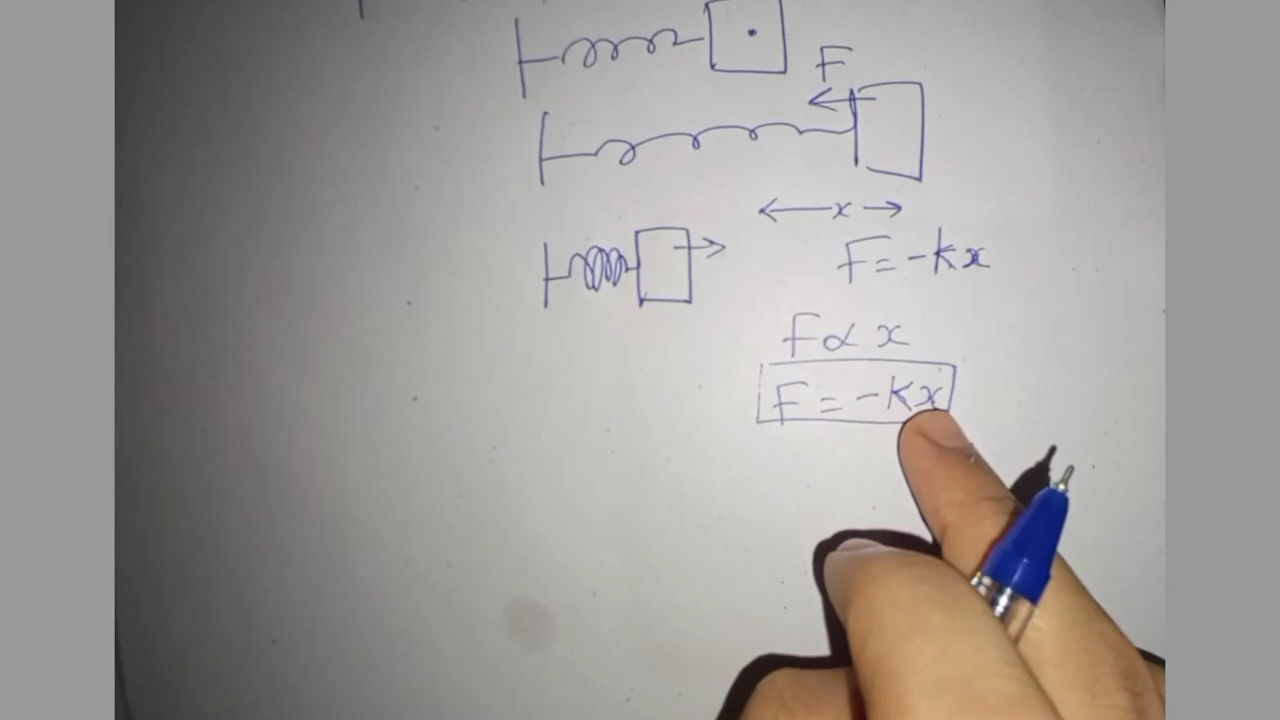 F
x
F = -kx
F ∝ x
F = -kx